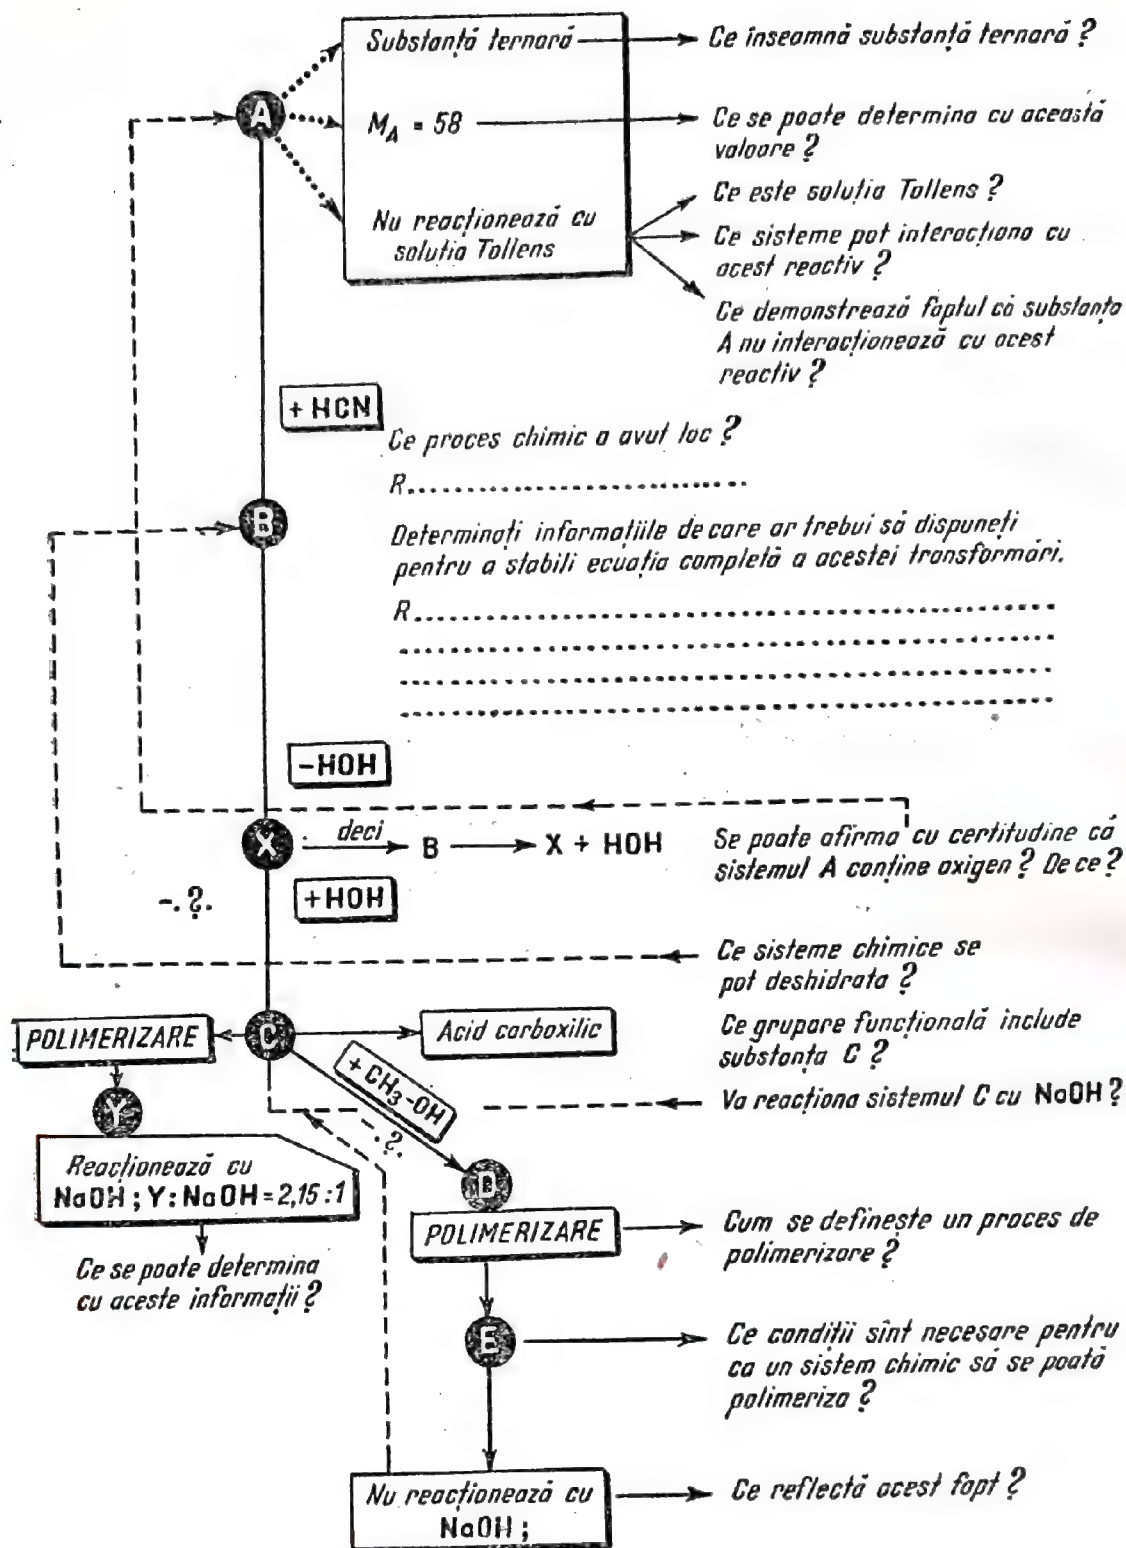 Substanță ternară
Ce înseamnă substanță ternară ?
A
M_A = 58
Ce se poate determina cu această
valoare ?
Nu reacționează cu
soluția Tollens
Ce este soluția Tollens ?
Ce sisteme pot interacționa cu
acest reactiv ?
Ce demonstrează faptul că substanța
A nu interacționează cu acest
reactiv ?
+ HCN
Ce proces chimic a avut loc ?
R..............................
B
Determinați informațiile de care ar trebui să dispuneți
pentru a stabili ecuația completă a acestei transformări.
R......................................................
......................................................
......................................................
......................................................
-HOH
X
deci
B → X + HOH
Se poate afirma cu certitudine că
sistemul A conține oxigen ? De ce ?
-.?.
+HOH
Ce sisteme chimice se
pot deshidrata ?
POLIMERIZARE
C
Acid carboxilic
Ce grupare funcțională include
substanța C ?
+ CH3-OH
Va reacționa sistemul C cu NaOH ?
Y
-.?.
D
Reacționează cu
NaOH ; Y : NaOH = 2,15 : 1
POLIMERIZARE
Cum se definește un proces de
polimerizare ?
Ce se poate determina
cu aceste informații ?
E
Ce condiții sînt necesare pentru
ca un sistem chimic să se poată
polimeriza ?
Nu reacționează cu
NaOH ;
Ce reflectă acest fapt ?